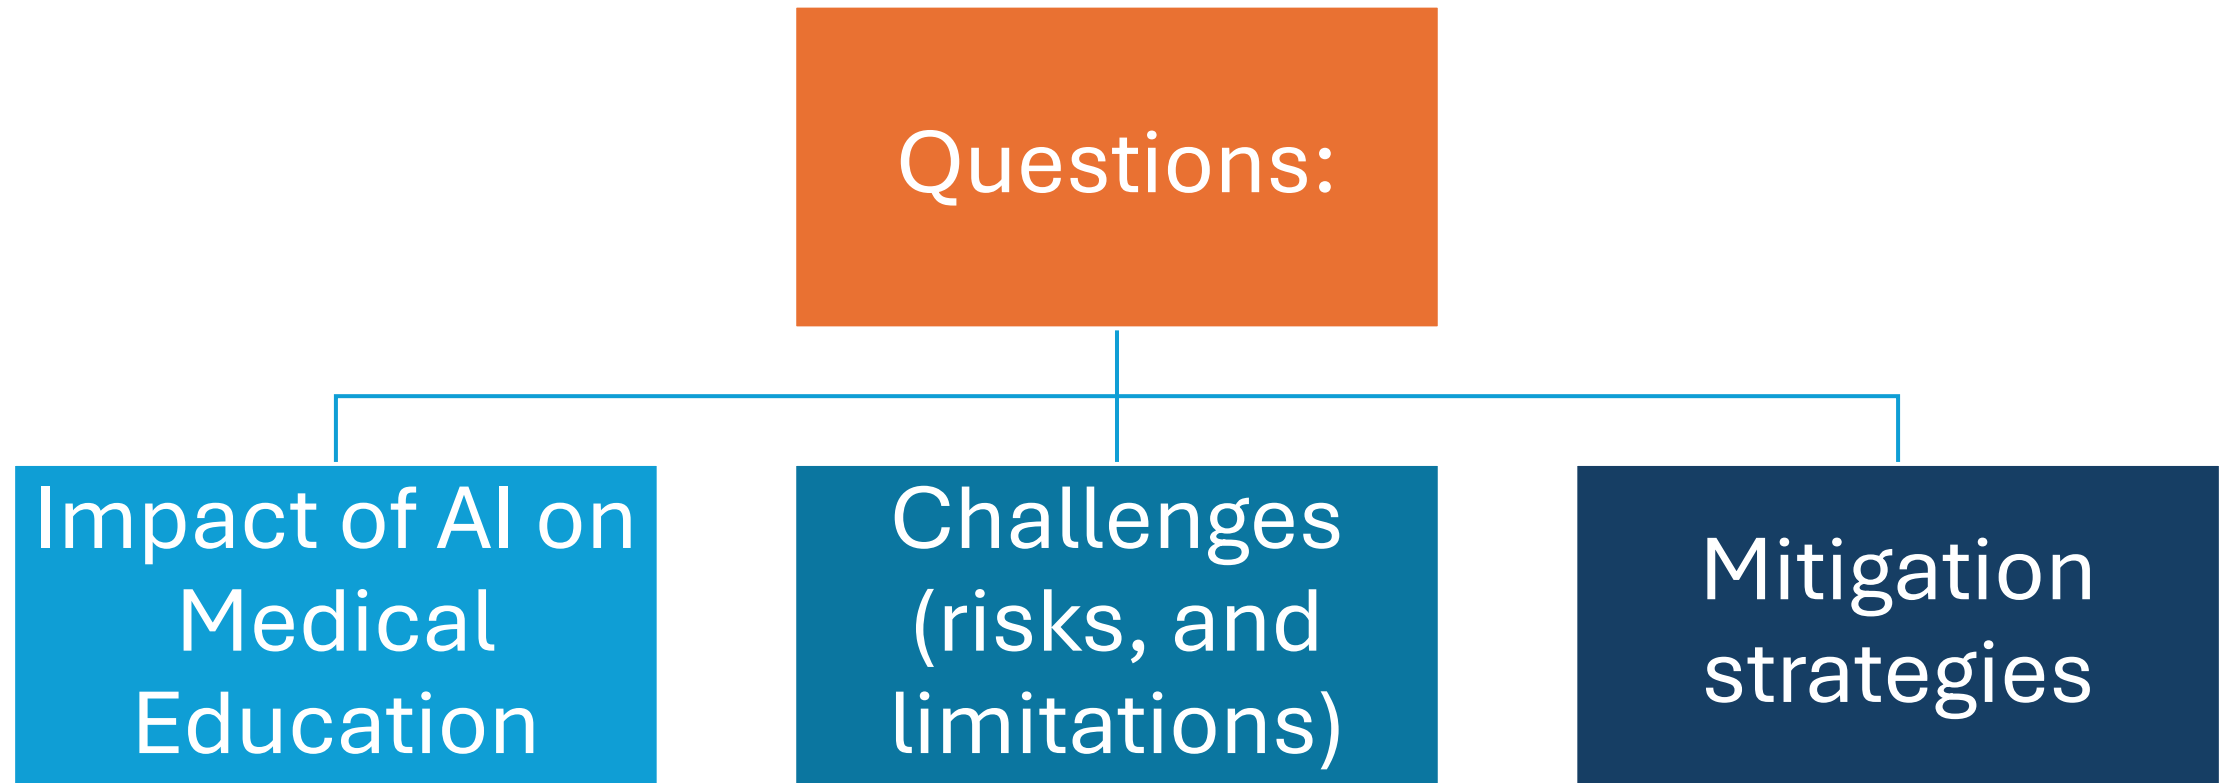 Questions:
Impact of AI on
Medical
Education
Challenges
(risks, and
limitations)
Mitigation
strategies